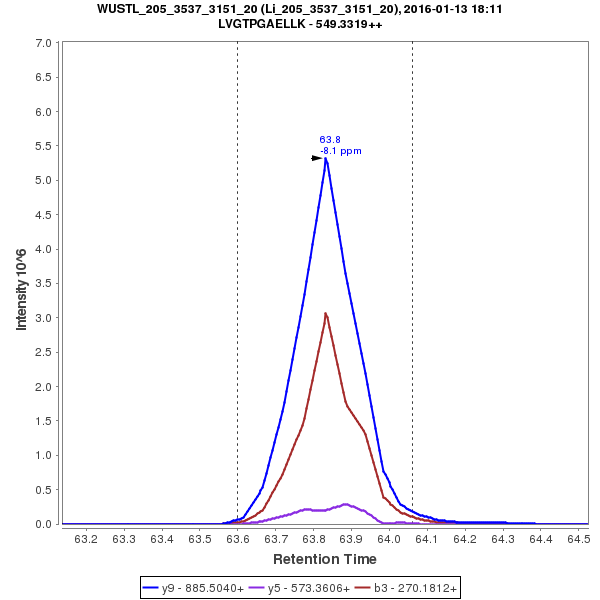 WUSTL_205_3537_3151_20 (Li_205_3537_3151_20), 2016-01-13 18:11
LVGTPGAELLK - 549.3319++
7.0
6.5
6.0
5.5
5.0
4.5
4.0
3.5
3.0
2.5
2.0
1.5
1.0
0.5
0.0
Intensity 10^6
63.8
-8.1 ppm
63.2 63.3 63.4 63.5 63.6 63.7 63.8 63.9 64.0 64.1 64.2 64.3 64.4 64.5
Retention Time
y9 - 885.5040+ y5 - 573.3606+ b3 - 270.1812+